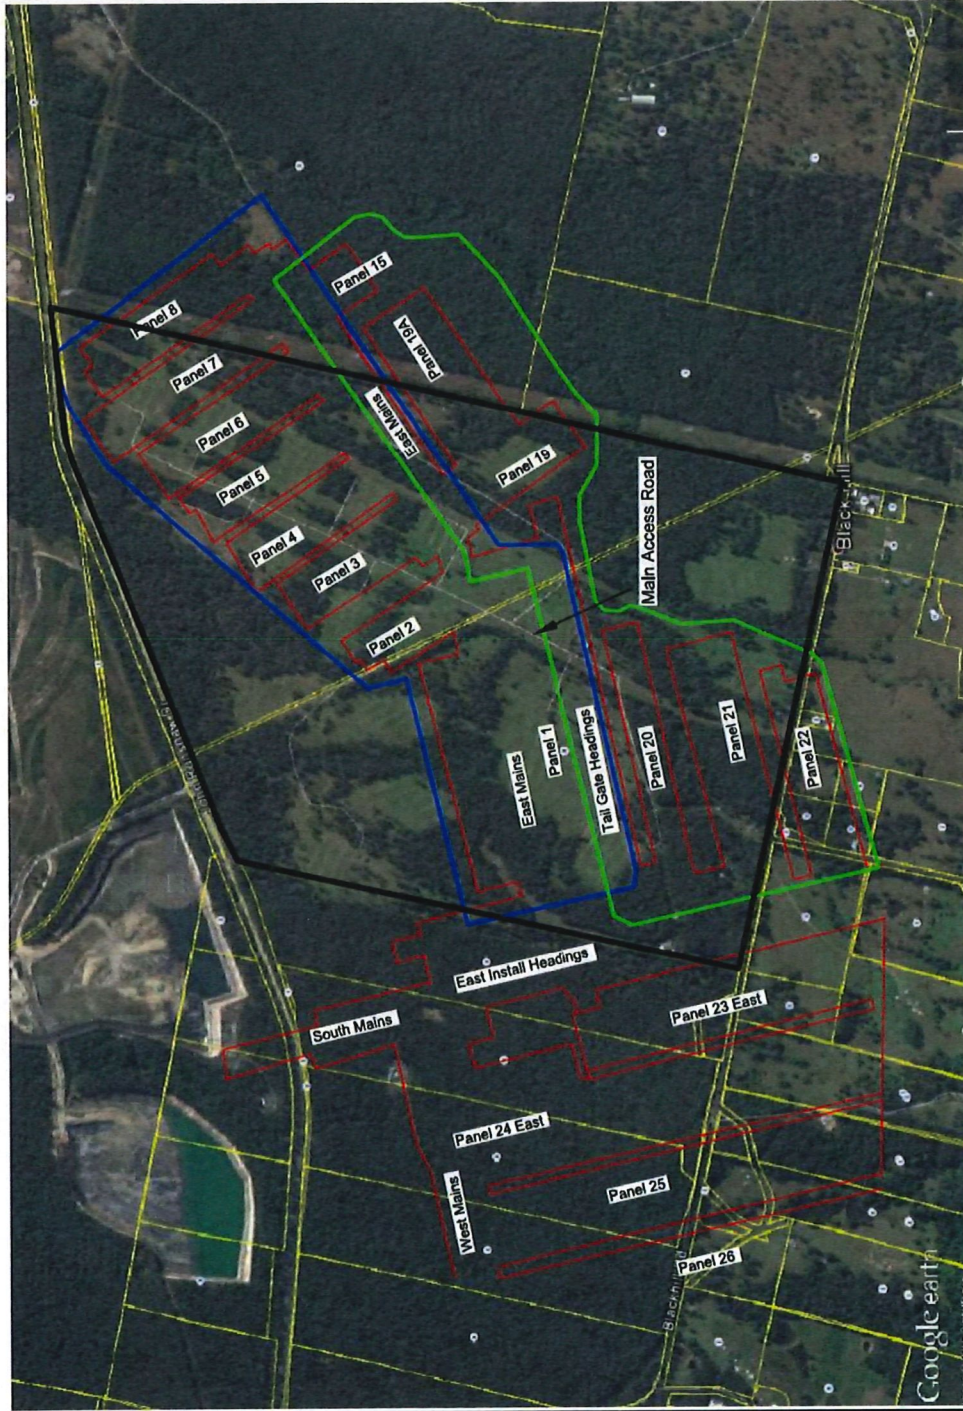 Panel 8
Panel 7
Panel 6
Panel 5
Panel 4
Panel 3
Panel 2
Panel 15
Panel 19A
East Mains
Panel 19
Main Access Road
Panel 1
East Mains
Tail Gate Headings
Panel 20
Panel 21
Panel 22
East Install Headings
South Mains
Panel 23 East
Panel 24 East
West Mains
Panel 25
Panel 26
Google earth